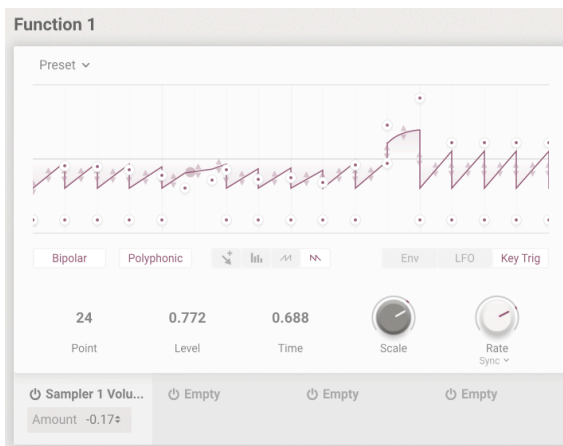 Function 1
Preset
Bipolar Polyphonic Env LFO Key Trig
24 0.772 0.688
Point Level Time Scale Rate
Sync
Sampler 1 Volu... Empty Empty Empty
Amount -0.17